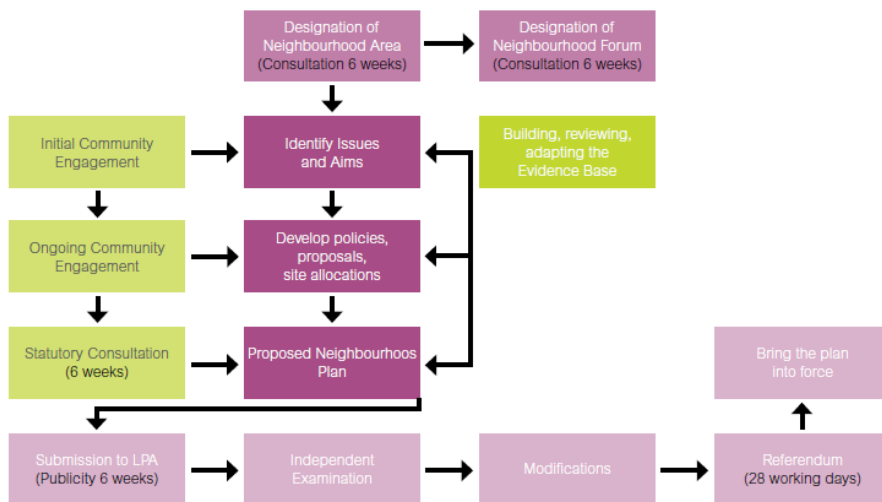 Designation of
Neighbourhood Area
(Consultation 6 weeks)
Designation of
Neighbourhood Forum
(Consultation 6 weeks)
Initial Community
Engagement
Identify Issues
and Aims
Building, reviewing,
adapting the
Evidence Base
Ongoing Community
Engagement
Develop policies,
proposals,
site allocations
Statutory Consultation
(6 weeks)
Proposed Neighbourhoos
Plan
Bring the plan
into force
Submission to LPA
(Publicity 6 weeks)
Independent
Examination
Modifications
Referendum
(28 working days)